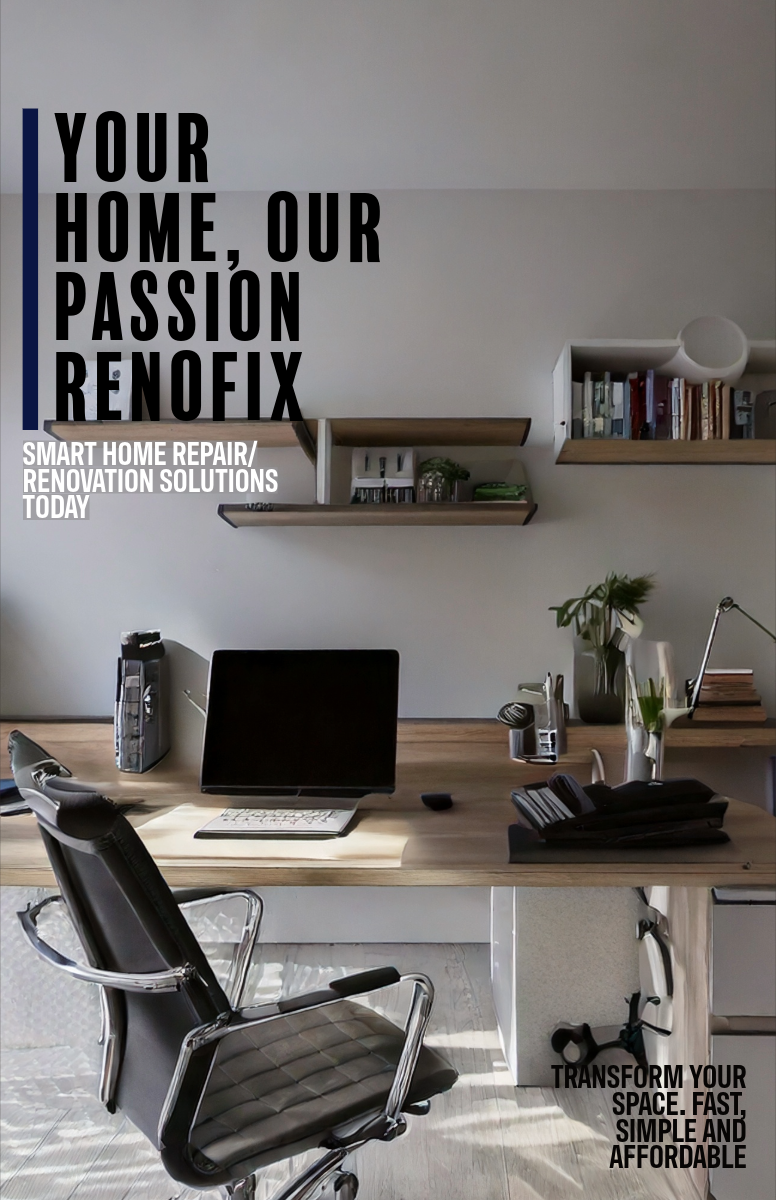 YOUR
HOME, OUR
PASSION
RENOFIX
SMART HOME REPAIR/
RENOVATION SOLUTIONS
TODAY
TRANSFORM YOUR
SPACE. FAST,
SIMPLE AND
AFFORDABLE